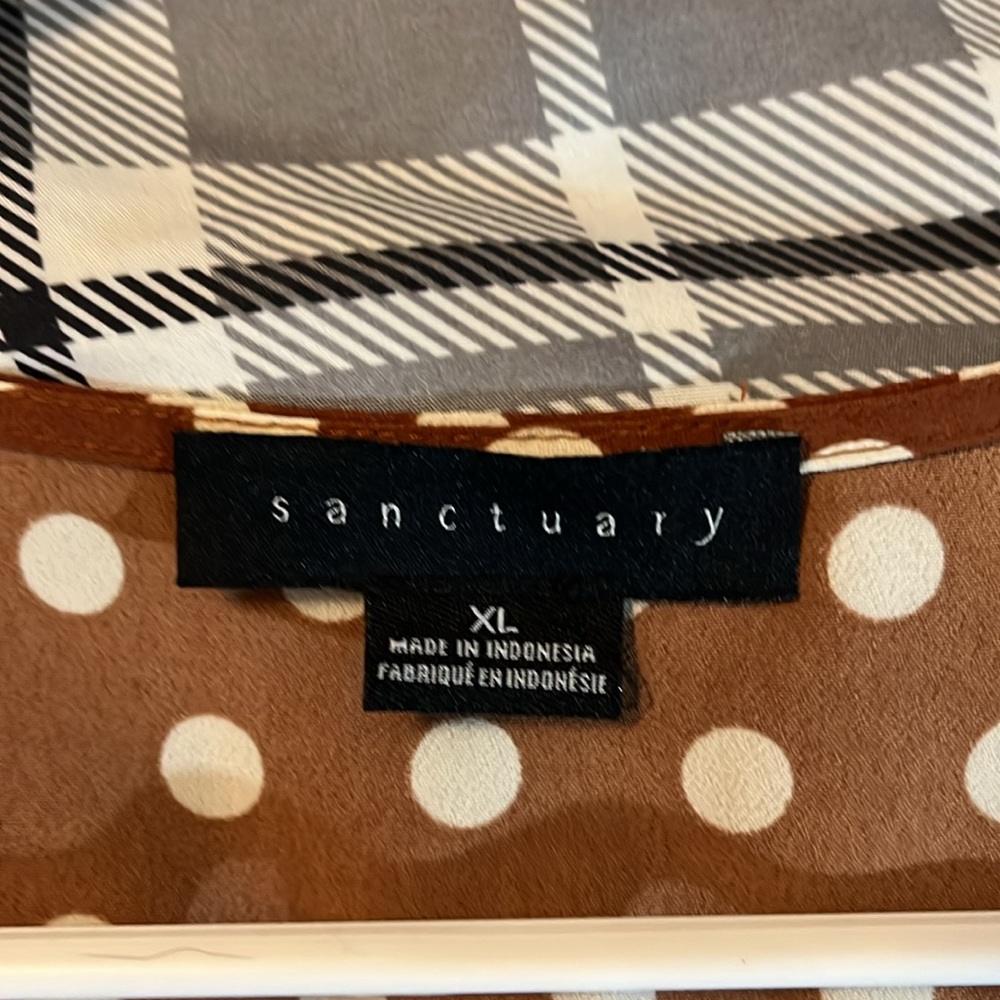 sanctuary
XL
MADE IN INDONESIA
FABRIQUÉ EN INDONÉSIE